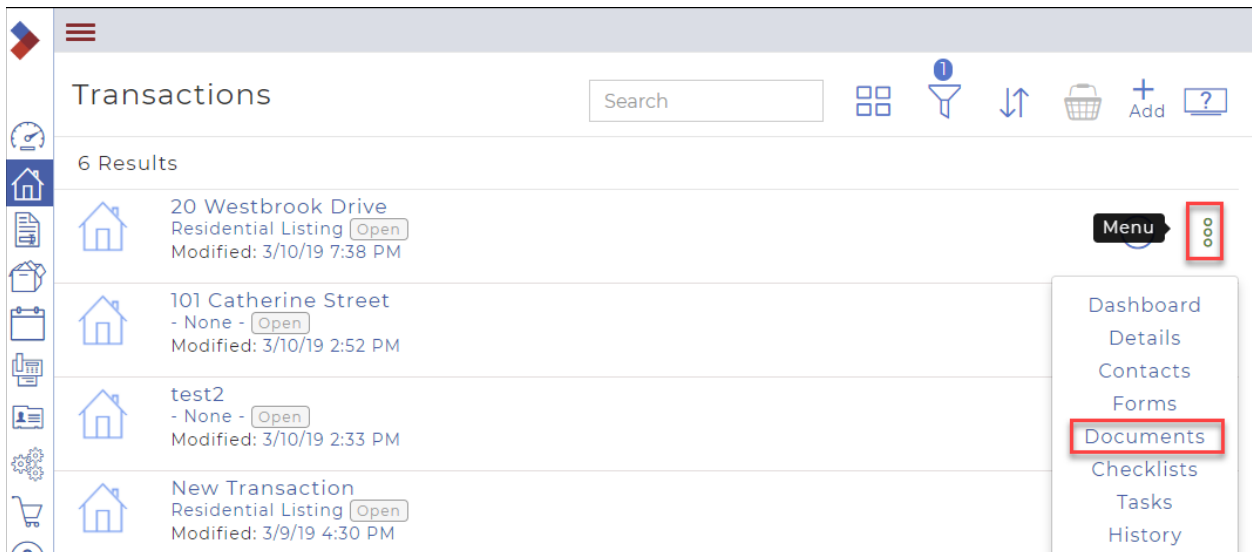 1
Transactions
Search
Add
?
6 Results
20 Westbrook Drive
Residential Listing Open
Modified: 3/10/19 7:38 PM
Menu
101 Catherine Street
- None - Open
Modified: 3/10/19 2:52 PM
test2
- None - Open
Modified: 3/10/19 2:33 PM
New Transaction
Residential Listing Open
Modified: 3/9/19 4:30 PM
Dashboard
Details
Contacts
Forms
Documents
Checklists
Tasks
History